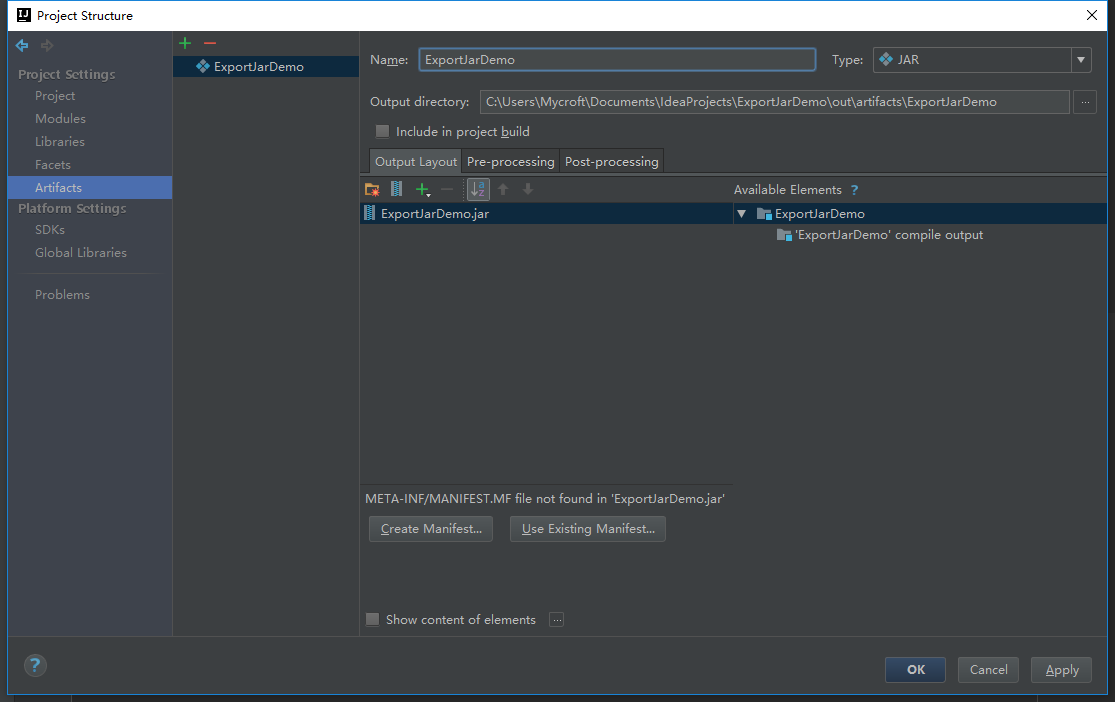 Project Structure
Project Settings
Project
Modules
Libraries
Facets
Artifacts
Platform Settings
SDKs
Global Libraries
Problems
ExportJarDemo
Name: ExportJarDemo Type: JAR
Output directory: C:\Users\Mycroft\Documents\IdeaProjects\ExportJarDemo\out\artifacts\ExportJarDemo ...
Include in project build
Output Layout Pre-processing Post-processing
Available Elements ?
ExportJarDemo.jar
ExportJarDemo
'ExportJarDemo' compile output
META-INF/MANIFEST.MF file not found in 'ExportJarDemo.jar'
Create Manifest... Use Existing Manifest...
Show content of elements ...
? OK Cancel Apply